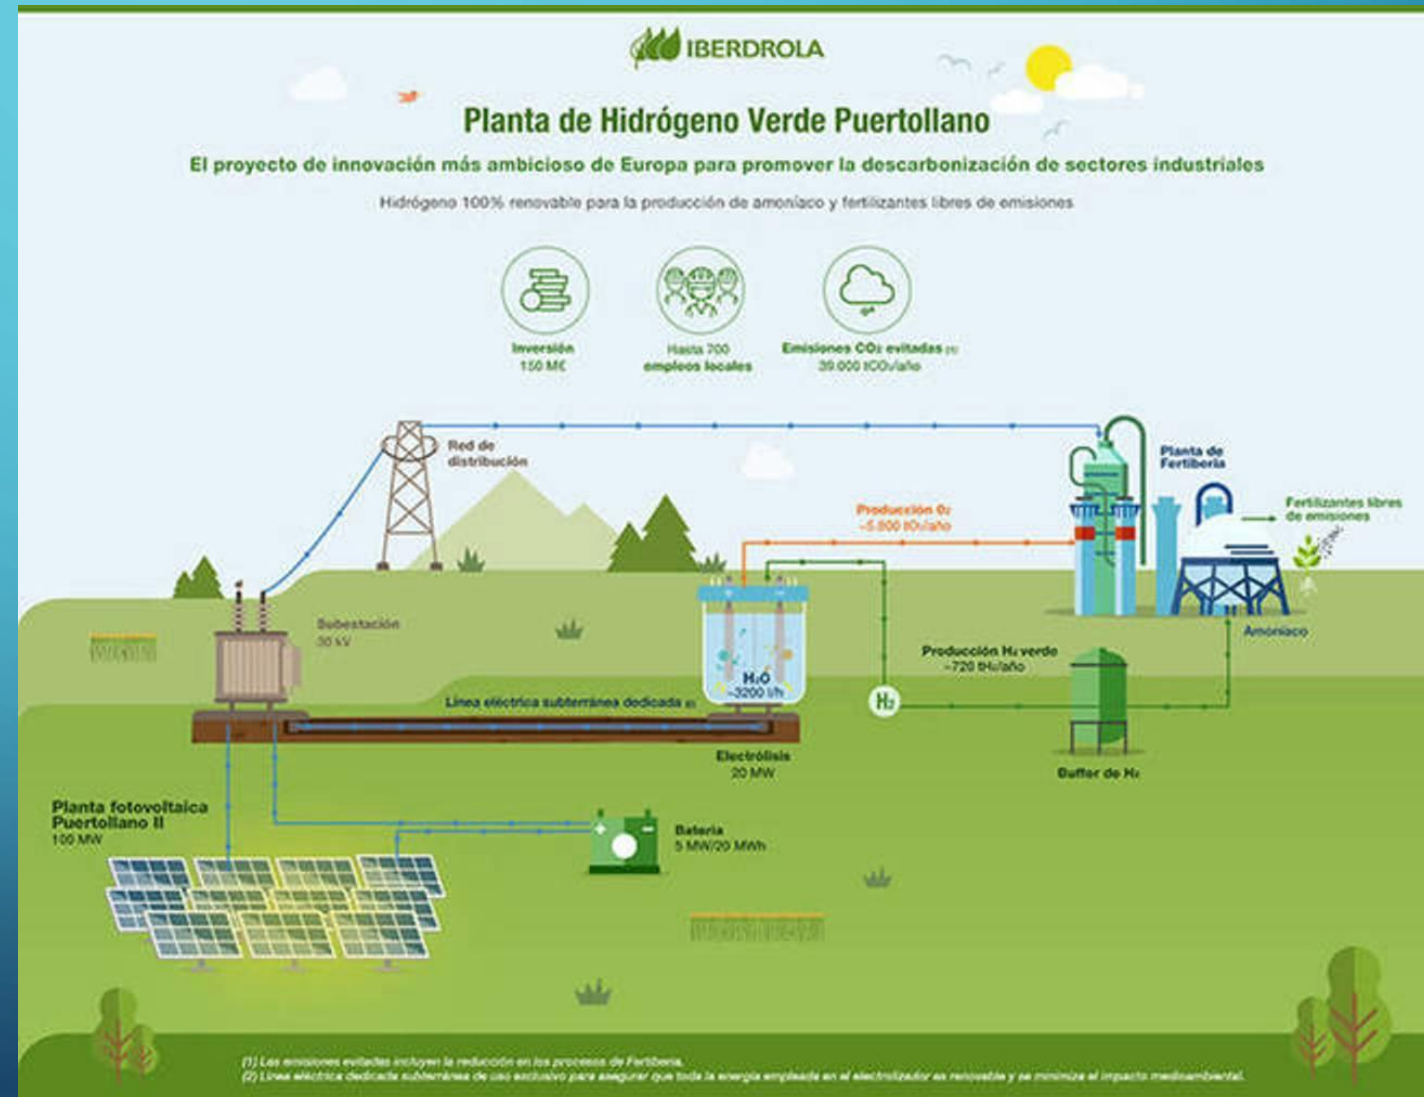 IBERDROLA
Planta de Hidrógeno Verde Puertollano
El proyecto de innovación más ambicioso de Europa para promover la descarbonización de sectores industriales
Hidrógeno 100% renovable para la producción de amoníaco y fertilizantes libres de emisiones
Inversión
150 M€
Hasta 700
empleos locales
Emisiones CO₂ evitadas (1)
39.000 tCO₂/año
Red de
distribución
Planta de
Fertiberia
Fertilizantes libres
de emisiones
Producción O₂
~5.800 tO₂/año
Subestación
30 kV
Amoníaco
Producción H₂ verde
~720 tH₂/año
H₂O
~3200 l/h
Línea eléctrica subterránea dedicada (2)
H₂
Electrólisis
20 MW
Buffer de H₂
Planta fotovoltaica
Puertollano II
100 MW
Batería
5 MW/20 MWh
(1) Las emisiones evitadas incluyen la reducción en los procesos de Fertiberia.
(2) Línea eléctrica dedicada subterránea de uso exclusivo para asegurar que toda la energía empleada en el electrolizador es renovable y se minimiza el impacto medioambiental.